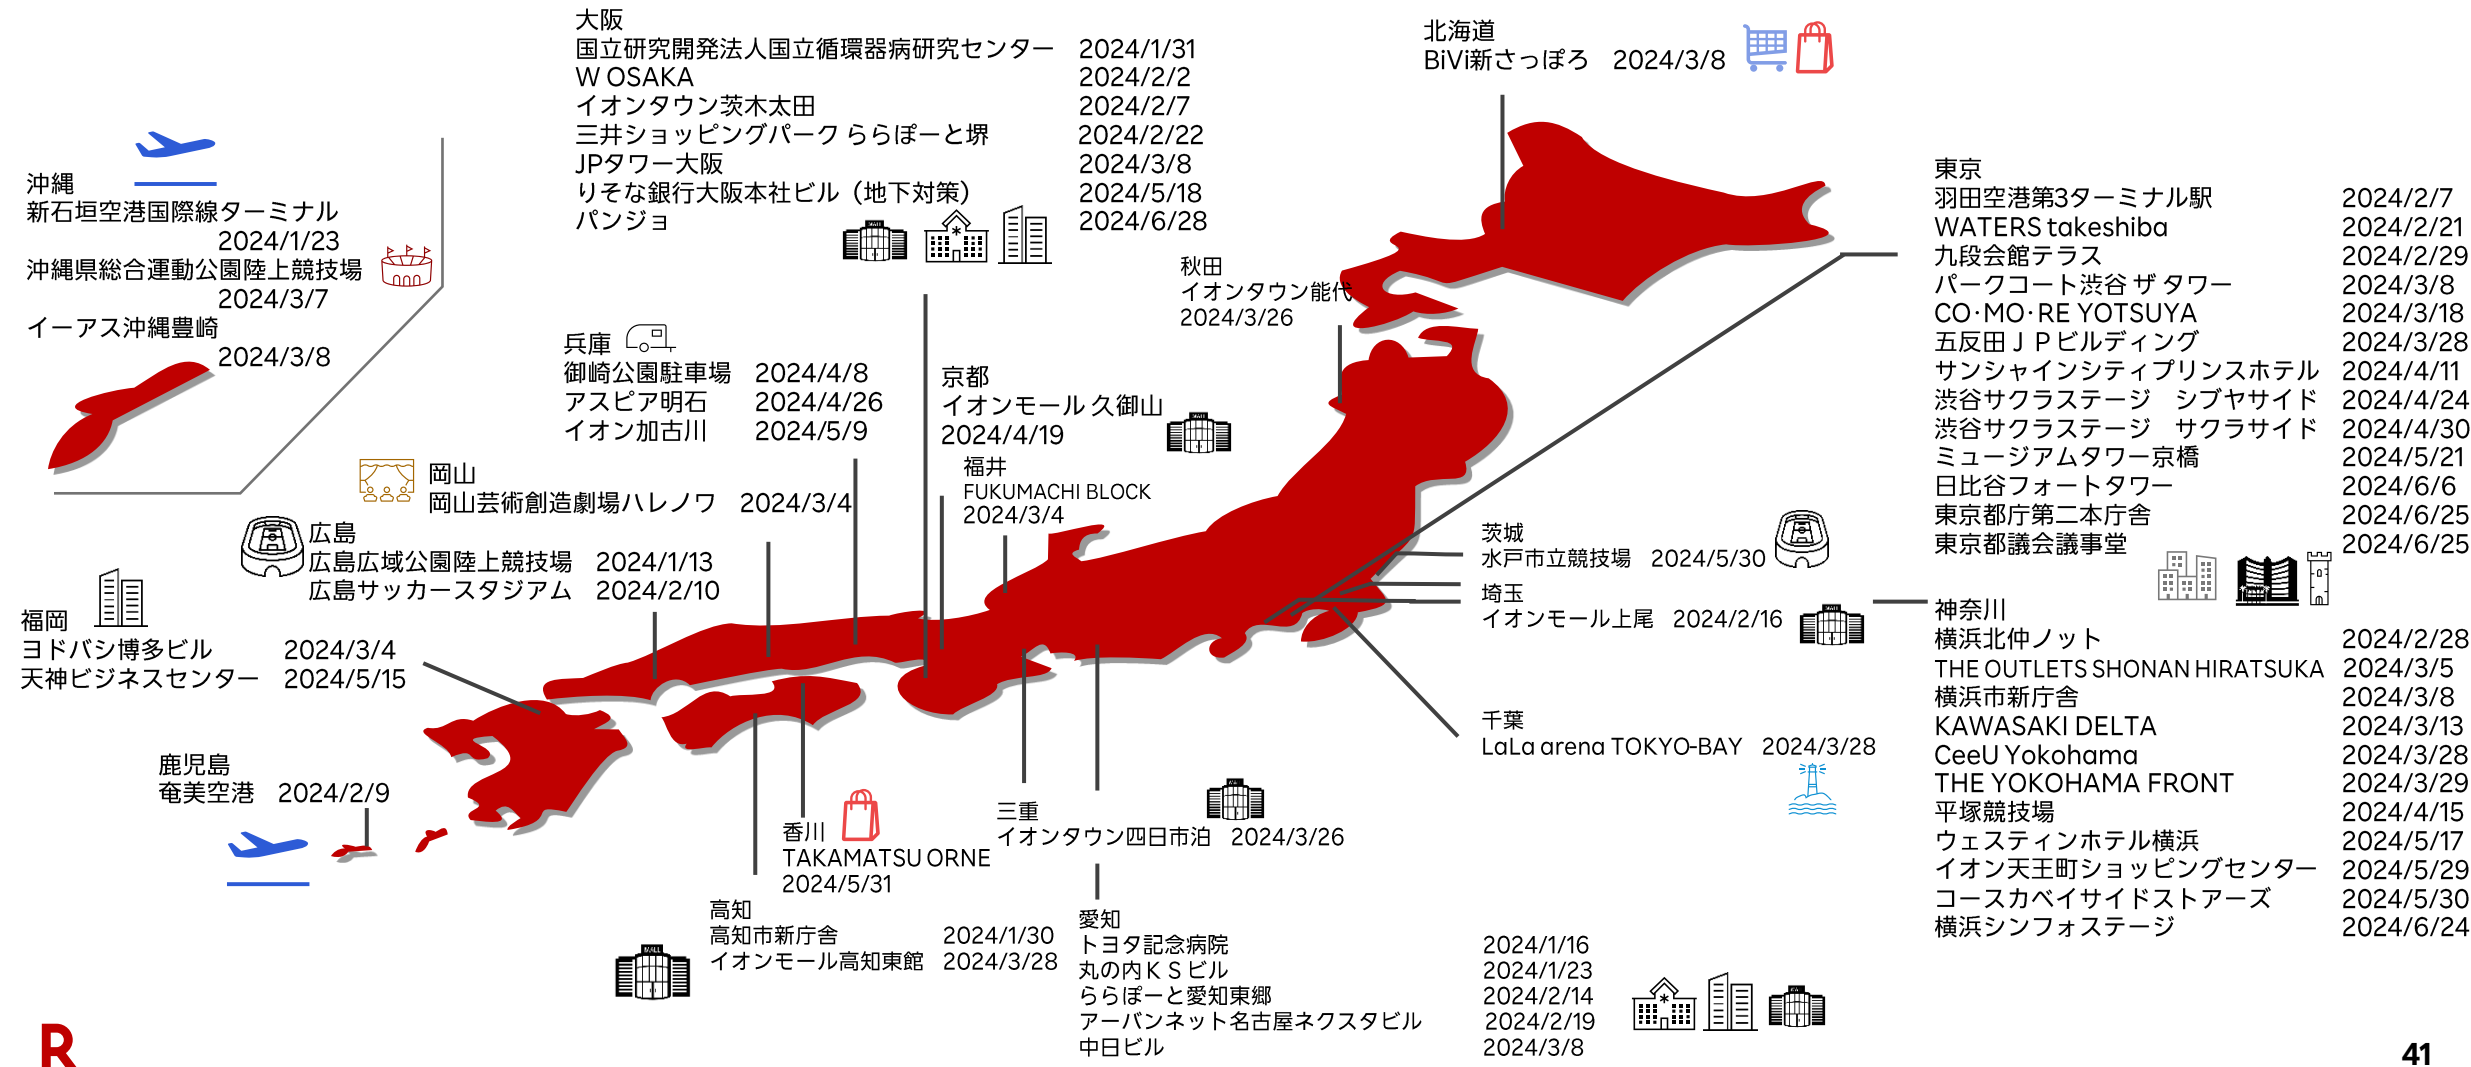 大阪
国立研究開発法人国立循環器病研究センター 2024/1/31
W OSAKA 2024/2/2
イオンタウン茨木太田 2024/2/7
三井ショッピングパーク ららぽーと堺 2024/2/22
JPタワー大阪 2024/3/8
りそな銀行大阪本社ビル（地下対策） 2024/5/18
パンジョ 2024/6/28
北海道
BiVi新さっぽろ 2024/3/8
沖縄
新石垣空港国際線ターミナル
2024/1/23
沖縄県総合運動公園陸上競技場
2024/3/7
イーアス沖縄豊崎
2024/3/8
秋田
イオンタウン能代
2024/3/26
東京
羽田空港第3ターミナル駅 2024/2/7
WATERS takeshiba 2024/2/21
九段会館テラス 2024/2/29
パークコート渋谷 ザ タワー 2024/3/8
CO･MO･RE YOTSUYA 2024/3/18
五反田ＪＰビルディング 2024/3/28
サンシャインシティプリンスホテル 2024/4/11
渋谷サクラステージ　シブヤサイド 2024/4/24
渋谷サクラステージ　サクラサイド 2024/4/30
ミュージアムタワー京橋 2024/5/21
日比谷フォートタワー 2024/6/6
東京都庁第二本庁舎 2024/6/25
東京都議会議事堂 2024/6/25
兵庫
御崎公園駐車場 2024/4/8
アスピア明石 2024/4/26
イオン加古川 2024/5/9
京都
イオンモール久御山
2024/4/19
福井
FUKUMACHI BLOCK
2024/3/4
岡山
岡山芸術創造劇場ハレノワ 2024/3/4
広島
広島広域公園陸上競技場 2024/1/13
広島サッカースタジアム 2024/2/10
福岡
ヨドバシ博多ビル 2024/3/4
天神ビジネスセンター 2024/5/15
鹿児島
奄美空港 2024/2/9
茨城
水戸市立競技場 2024/5/30
埼玉
イオンモール上尾 2024/2/16
千葉
LaLa arena TOKYO-BAY 2024/3/28
神奈川
横浜北仲ノット 2024/2/28
THE OUTLETS SHONAN HIRATSUKA 2024/3/5
横浜市新庁舎 2024/3/8
KAWASAKI DELTA 2024/3/13
CeeU Yokohama 2024/3/28
THE YOKOHAMA FRONT 2024/3/29
平塚競技場 2024/4/15
ウェスティンホテル横浜 2024/5/17
イオン天王町ショッピングセンター 2024/5/29
コースカベイサイドストアーズ 2024/5/30
横浜シンフォステージ 2024/6/24
香川
TAKAMATSU ORNE
2024/5/31
三重
イオンタウン四日市泊 2024/3/26
高知
高知市新庁舎 2024/1/30
イオンモール高知東館 2024/3/28
MALL
愛知
トヨタ記念病院 2024/1/16
丸の内ＫＳビル 2024/1/23
ららぽーと愛知東郷 2024/2/14
アーバンネット名古屋ネクスタビル 2024/2/19
中日ビル 2024/3/8
R
41